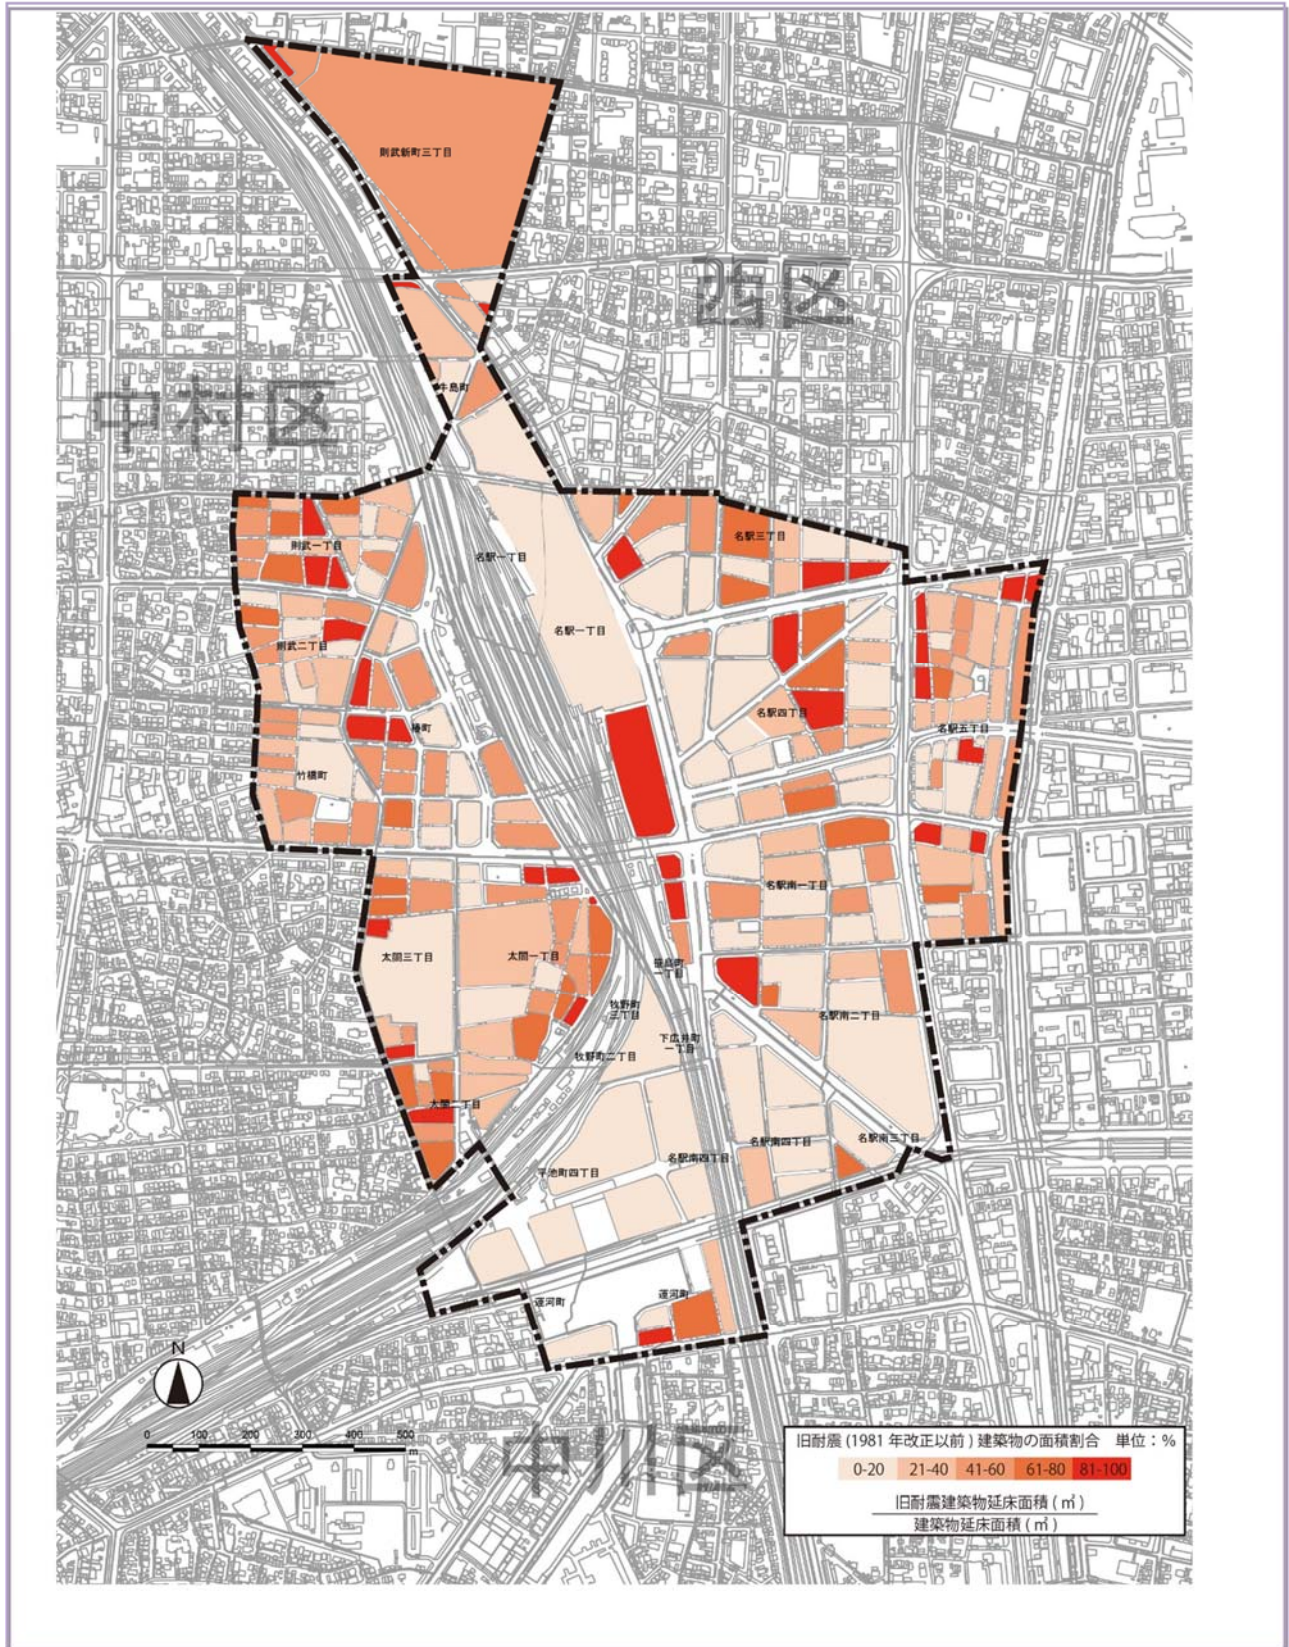 則武新町三丁目
西区
中村区
牛島町
則武一丁目
名駅一丁目
名駅三丁目
名駅一丁目
則武二丁目
名駅四丁目
椿町
名駅五丁目
竹橋町
名駅南一丁目
太閤三丁目
太閤一丁目
笹島町
一丁目
牧野町
三丁目
名駅南二丁目
下広井町
一丁目
牧野町二丁目
太閤二丁目
名駅南四丁目
名駅南三丁目
名駅南四丁目
平池町四丁目
運河町
運河町
N
0 100 200 300 400 500
m
中川区
旧耐震 (1981 年改正以前 ) 建築物の面積割合 単位：%
0-20 21-40 41-60 61-80 81-100
旧耐震建築物延床面積 ( ㎡ )
建築物延床面積 ( ㎡ )